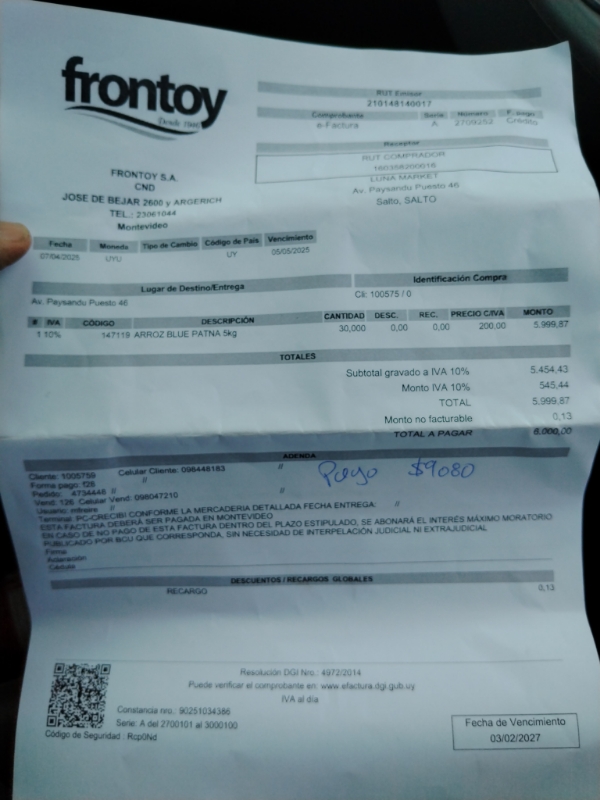 frontoy
Desde 1986
FRONTOY S.A.
CND
JOSE DE BEJAR 2600 y ARGERICH
TEL.: 23061044
Montevideo
RUT Emisor
210148140017
Comprobante Serie Número F. pago
e-Factura A 2709252 Crédito
Receptor
RUT COMPRADOR
LUNA MARKET
Av. Paysandu Puesto 46
Salto, SALTO
Fecha Moneda Tipo de Cambio Código de País Vencimiento
07/04/2025 UYU UY 05/05/2025
Lugar de Destino/Entrega Identificación Compra
Av. Paysandu Puesto 46 Cli: 100575 / 0
# IVA CÓDIGO DESCRIPCIÓN CANTIDAD DESC. REC. PRECIO C/IVA MONTO
1 10% 147119 ARROZ BLUE PATNA 5kg 30,000 0,00 0,00 200,00 5.999,87
TOTALES
Subtotal gravado a IVA 10% 5.454,43
Monto IVA 10% 545,44
TOTAL 5.999,87
Monto no facturable 0,13
TOTAL A PAGAR 6.000,00
ADENDA
Cliente: 1005759 Celular Cliente: 098448183 //
Forma pago: 128 //
Pedido: 4734448 //
Vend: 126 Celular Vend: 098047210
Usuario: //
Pago $9080
Terminal: PC-CRECIBI CONFORME LA MERCADERIA DETALLADA FECHA ENTREGA: //
ESTA FACTURA DEBERÁ SER PAGADA EN MONTEVIDEO
EN CASO DE NO PAGO DE ESTA FACTURA DENTRO DEL PLAZO ESTIPULADO, SE ABONARÁ EL INTERÉS MÁXIMO MORATORIO
PUBLICADO POR BCU QUE CORRESPONDA, SIN NECESIDAD DE INTERPELACIÓN JUDICIAL NI EXTRAJUDICIAL
Firma
Aclaración
Cédula
DESCUENTOS / RECARGOS GLOBALES
RECARGO 0,13
Resolución DGI Nro.: 4972/2014
Puede verificar el comprobante en: www.efactura.dgi.gub.uy
IVA al día
Constancia nro.: 90251034386
Serie: A del 2700101 al 3000100
Código de Seguridad : Rcp0Nd
Fecha de Vencimiento
03/02/2027